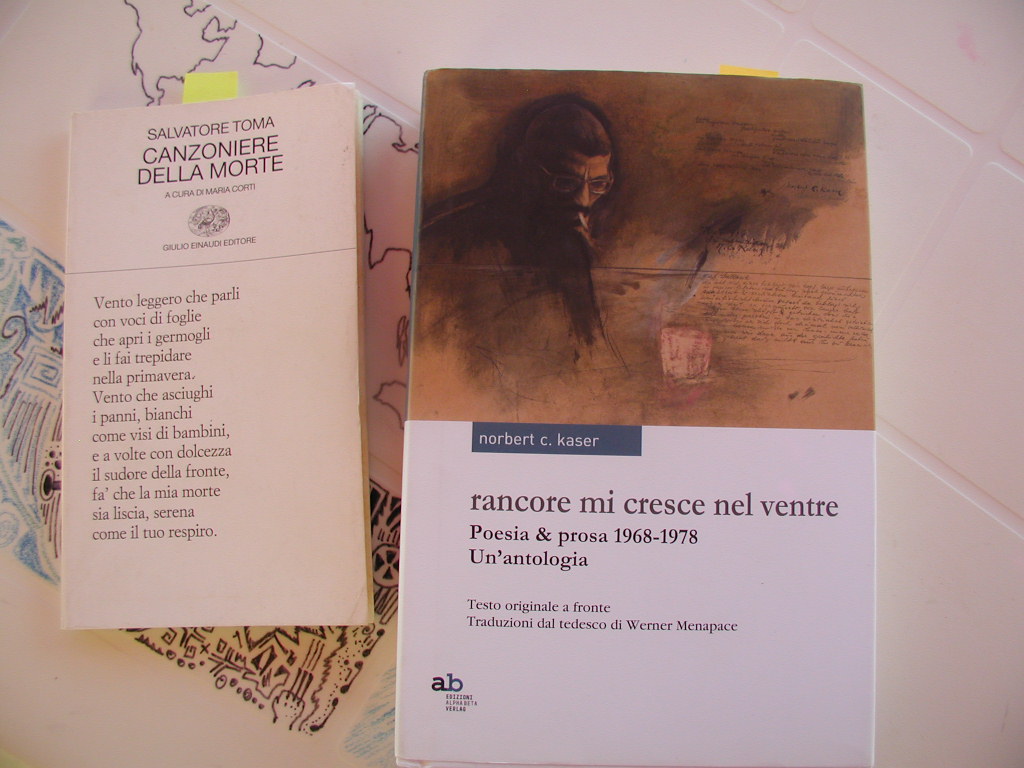 SALVATORE TOMA
CANZONIERE
DELLA MORTE
A CURA DI MARIA CORTI
GIULIO EINAUDI EDITORE
Vento leggero che parli
con voci di foglie
che apri i germogli
e li fai trepidare
nella primavera.
Vento che asciughi
i panni, bianchi
come visi di bambini,
e a volte con dolcezza
il sudore della fronte,
fa' che la mia morte
sia liscia, serena
come il tuo respiro.
norbert c. kaser
rancore mi cresce nel ventre
Poesia & prosa 1968-1978
Un'antologia
Testo originale a fronte
Traduzioni dal tedesco di Werner Menapace
ab
EDIZIONI
ALPHABETA
VERLAG